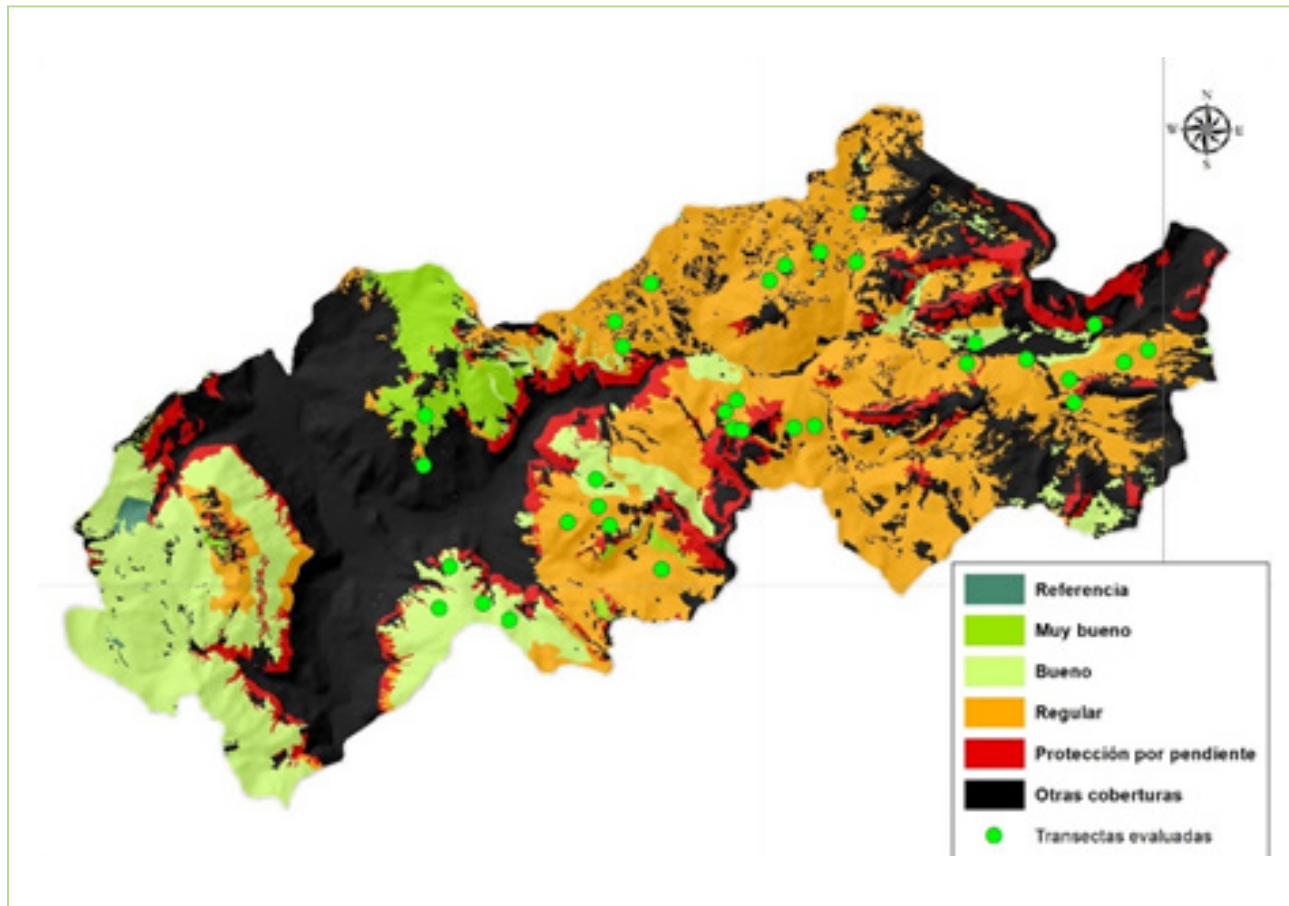 N
W E
S
Referencia
Muy bueno
Bueno
Regular
Protección por pendiente
Otras coberturas
Transectas evaluadas